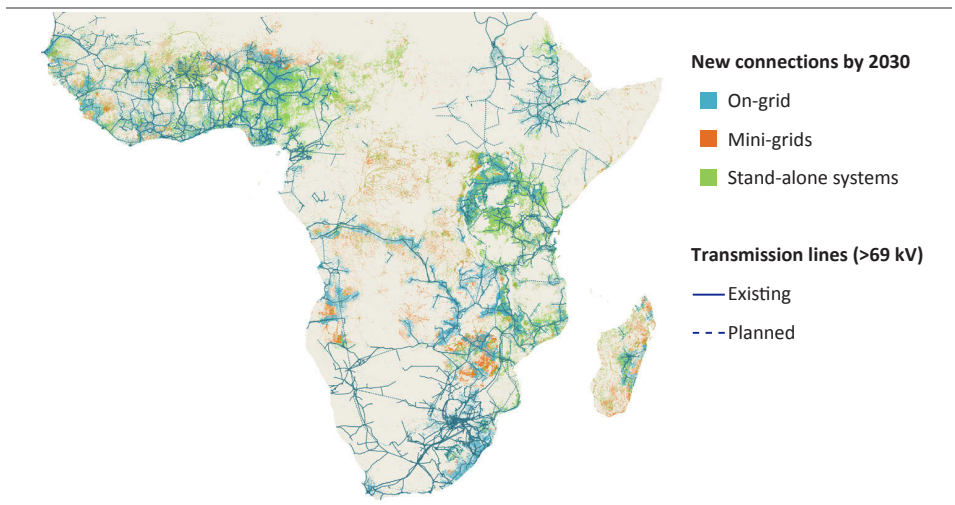 New connections by 2030
On-grid
Mini-grids
Stand-alone systems
Transmission lines (>69 kV)
Existing
Planned